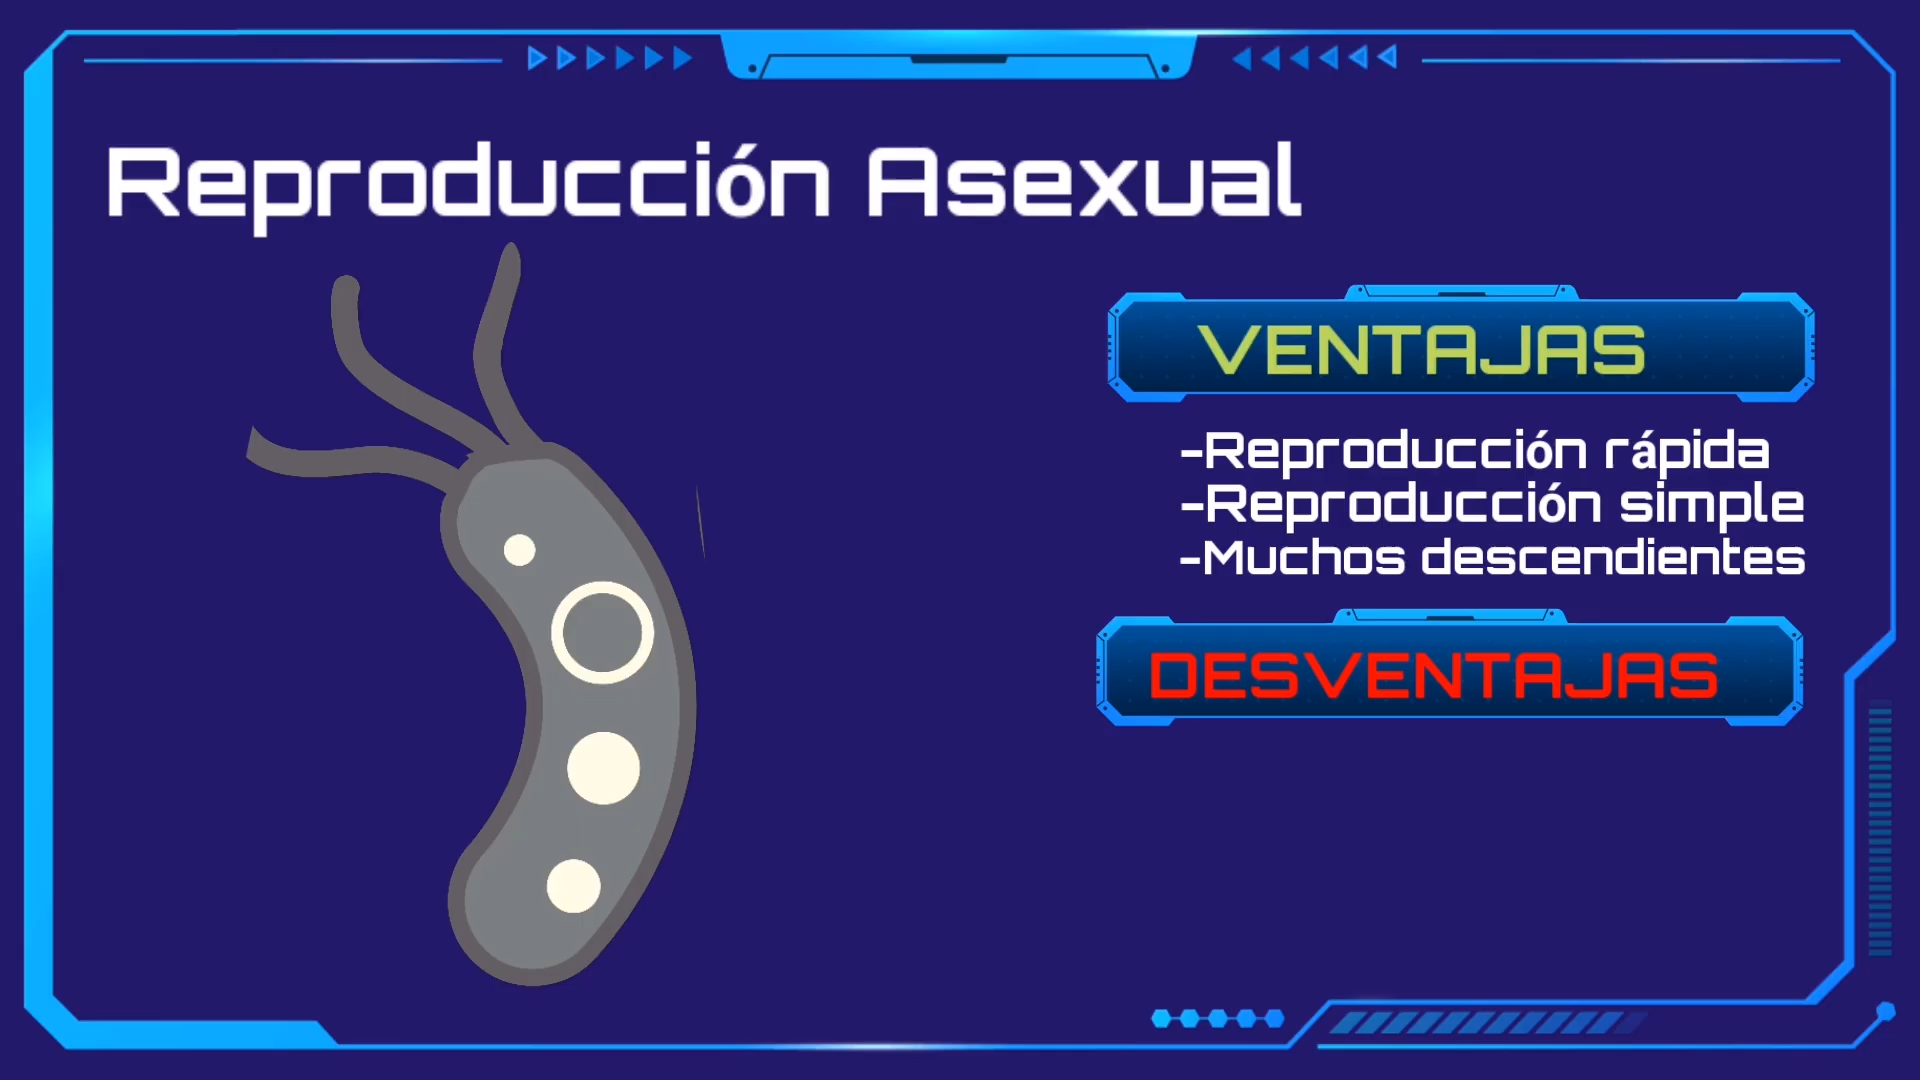 Reproducción Asexual
VENTAJAS
-Reproducción rápida
-Reproducción simple
-Muchos descendientes
DESVENTAJAS